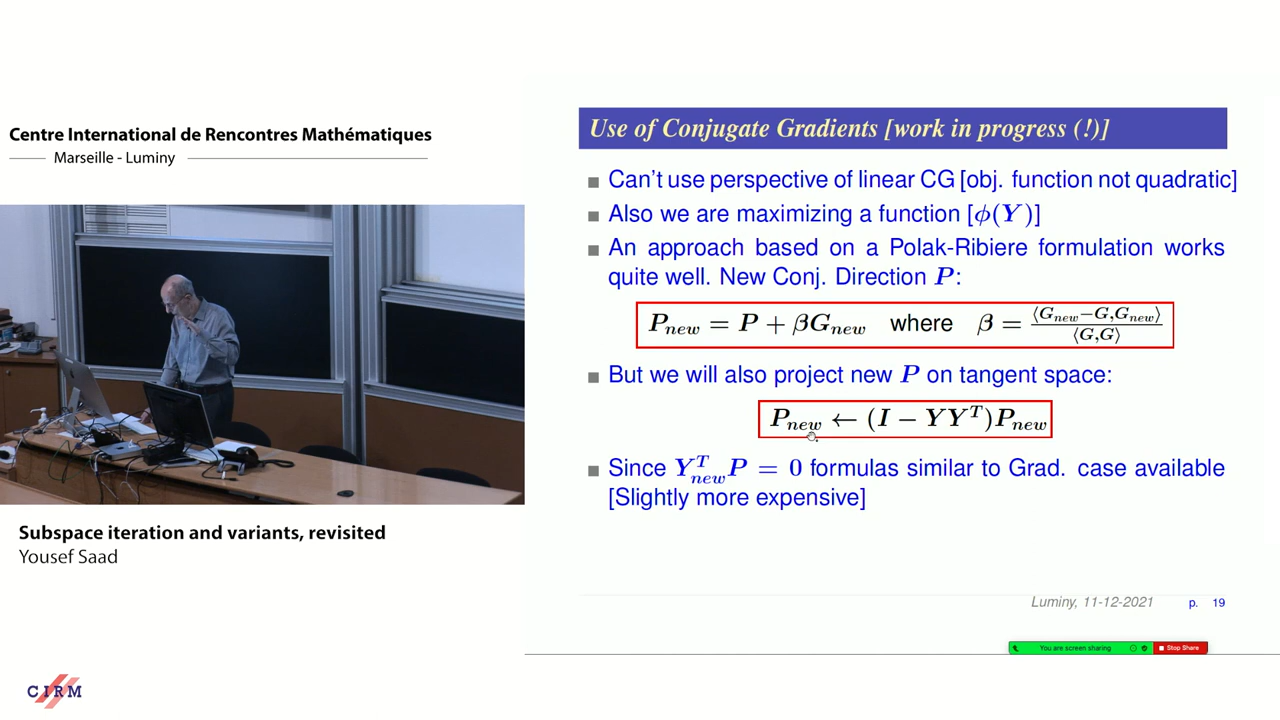 Centre International de Rencontres Mathématiques
Marseille - Luminy
Subspace iteration and variants, revisited
Yousef Saad
CIRM
Use of Conjugate Gradients [work in progress (!)]
Can't use perspective of linear CG [obj. function not quadratic]
Also we are maximizing a function [ϕ(Y)]
An approach based on a Polak-Ribiere formulation works
quite well. New Conj. Direction P:
P_new = P + βG_new where β = ⟨G_new−G,G_new⟩ / ⟨G,G⟩
But we will also project new P on tangent space:
P_new ← (I − YY^T)P_new
Since Y_new^T P = 0 formulas similar to Grad. case available
[Slightly more expensive]
Luminy, 11-12-2021 p. 19
You are screen sharing Stop Share